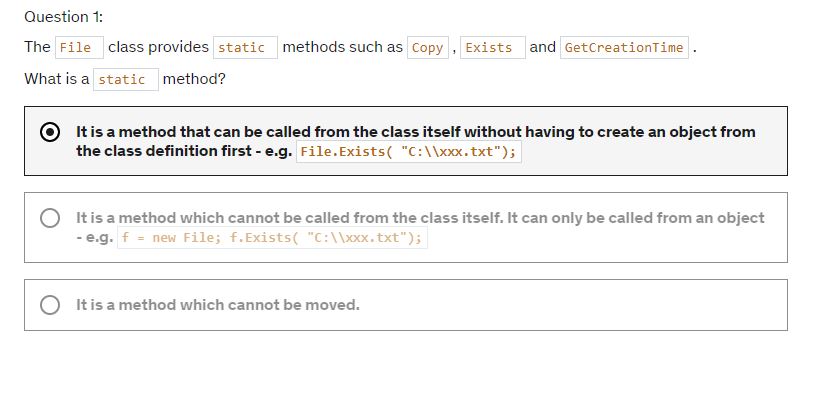 Question 1:
The File class provides static methods such as Copy , Exists and GetCreationTime .
What is a static method?
It is a method that can be called from the class itself without having to create an object from
the class definition first - e.g. File.Exists( "C:\\xxx.txt");
It is a method which cannot be called from the class itself. It can only be called from an object
- e.g. f = new File; f.Exists( "C:\\xxx.txt");
It is a method which cannot be moved.